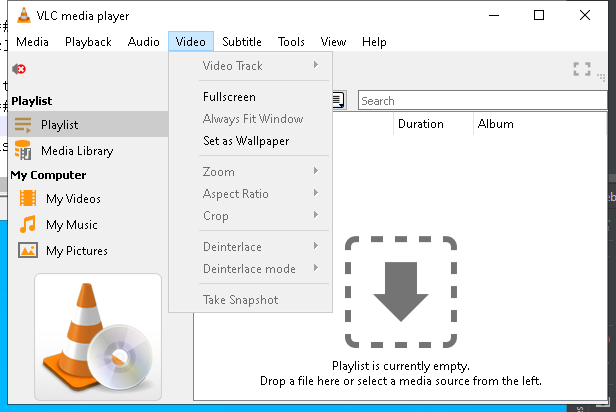 VLC media player
Media Playback Audio Video Subtitle Tools View Help
Video Track
Fullscreen
Always Fit Window
Set as Wallpaper
Zoom
Aspect Ratio
Crop
Deinterlace
Deinterlace mode
Take Snapshot
Playlist
Playlist
Media Library
My Computer
My Videos
My Music
My Pictures
Search
Duration Album
Playlist is currently empty.
Drop a file here or select a media source from the left.